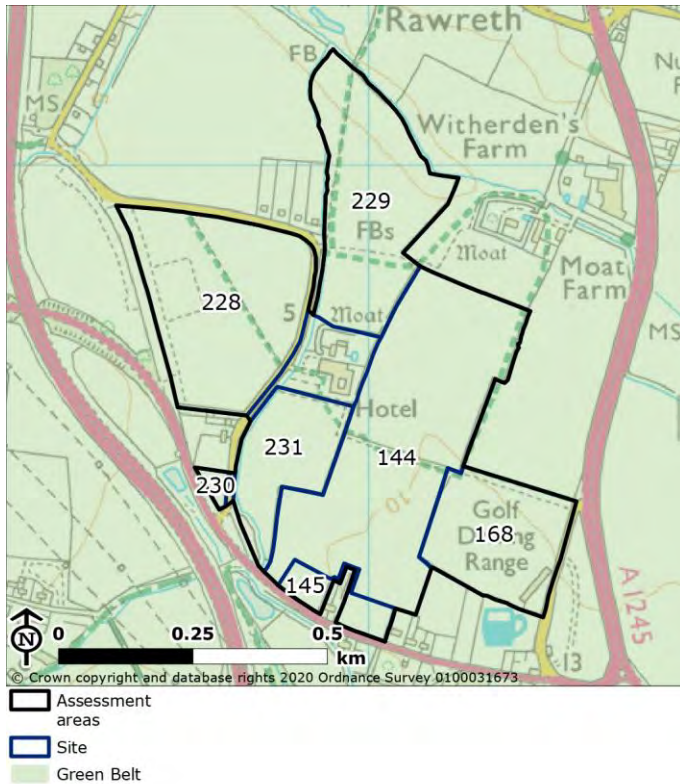 Rawreth
FB
MS
Nu
F
Witherden's
Farm
229
FBs
Moat
Moat
Farm
228
5
Moat
MS
Hotel
231
144
230
10
Golf
168
Driving
Range
145
A1245
13
N
0 0.25 0.5
km
© Crown copyright and database rights 2020 Ordnance Survey 0100031673
Assessment
areas
Site
Green Belt